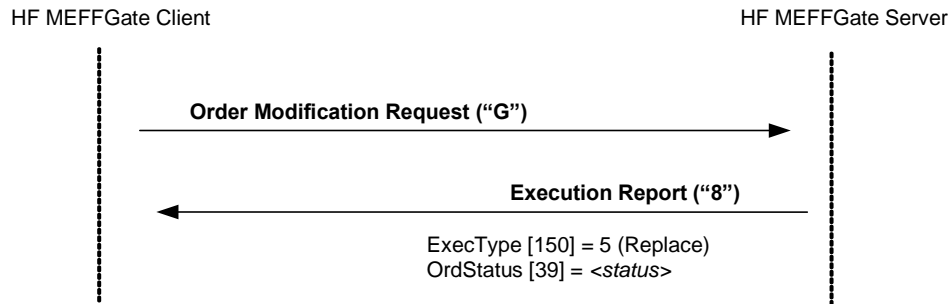 HF MEFFGate Client
HF MEFFGate Server
Order Modification Request (“G”)
Execution Report (“8”)
ExecType [150] = 5 (Replace)
OrdStatus [39] = <status>